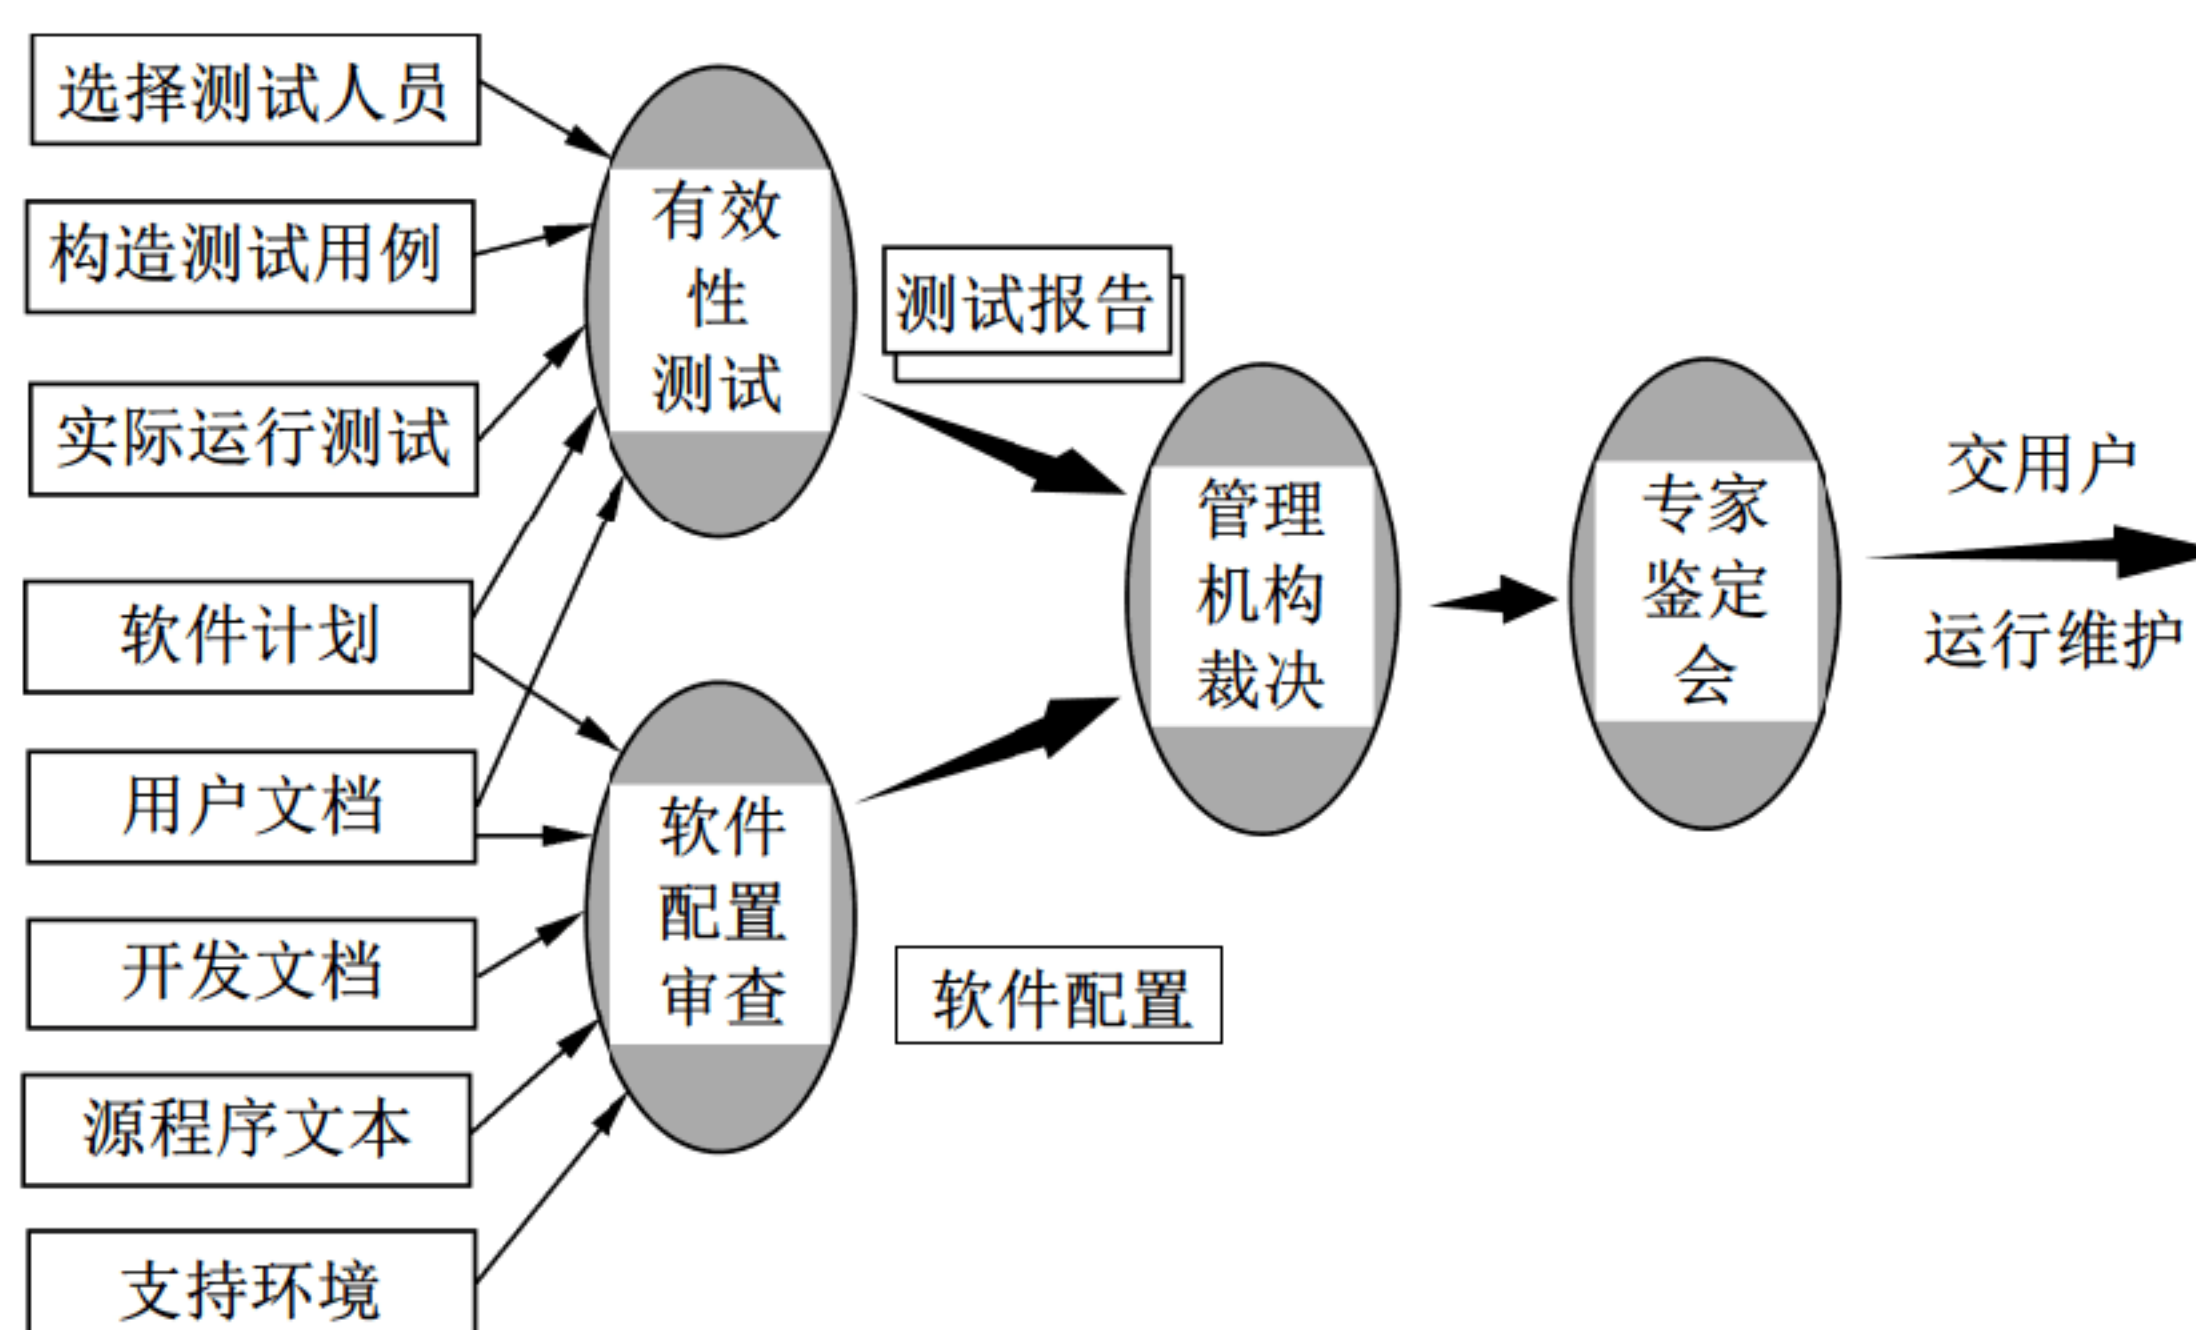 选择测试人员
构造测试用例
实际运行测试
软件计划
用户文档
开发文档
源程序文本
支持环境
有效
性
测试
软件
配置
审查
测试报告
软件配置
管理
机构
裁决
专家
鉴定
会
交用户
运行维护